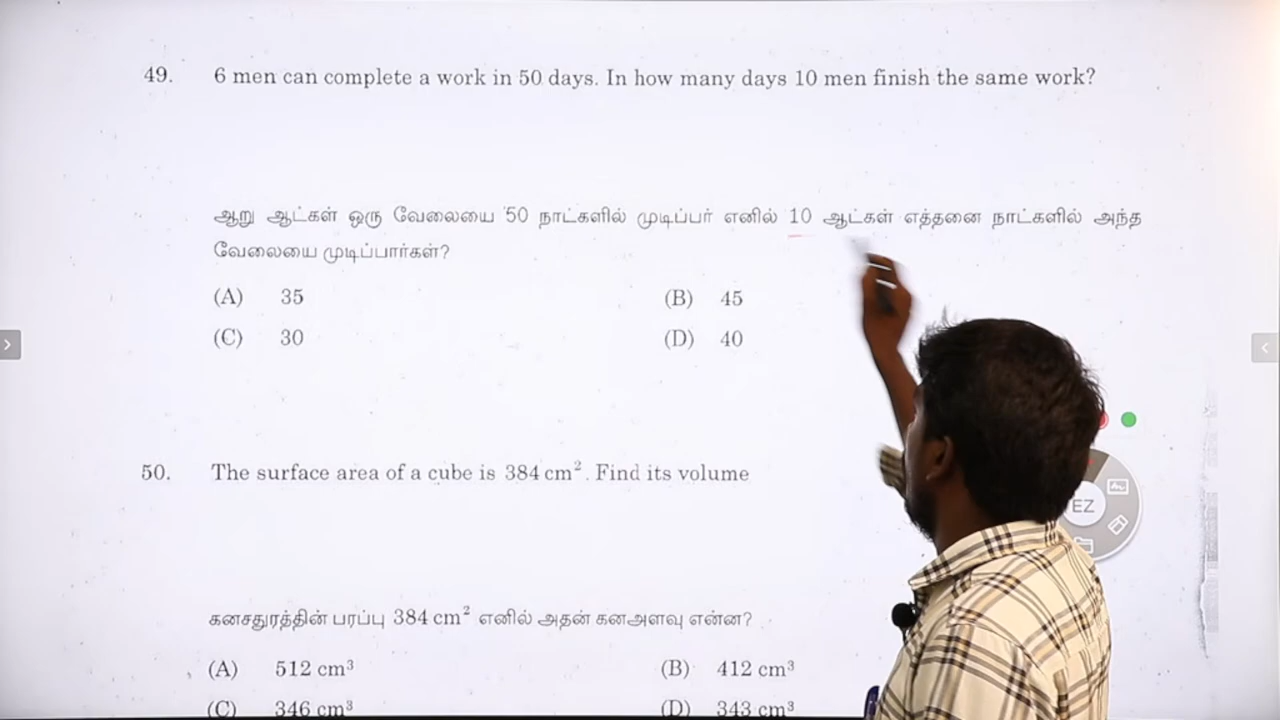 49. 6 men can complete a work in 50 days. In how many days 10 men finish the same work?
ஆறு ஆட்கள் ஒரு வேலையை 50 நாட்களில் முடிப்பர் எனில் 10 ஆட்கள் எத்தனை நாட்களில் அந்த
வேலையை முடிப்பார்கள்?
(A) 35 (B) 45
(C) 30 (D) 40
50. The surface area of a cube is 384 cm². Find its volume
கனசதுரத்தின் பரப்பு 384 cm² எனில் அதன் கனஅளவு என்ன?
(A) 512 cm³ (B) 412 cm³
(C) 346 cm³ (D) 343 cm³
EZ